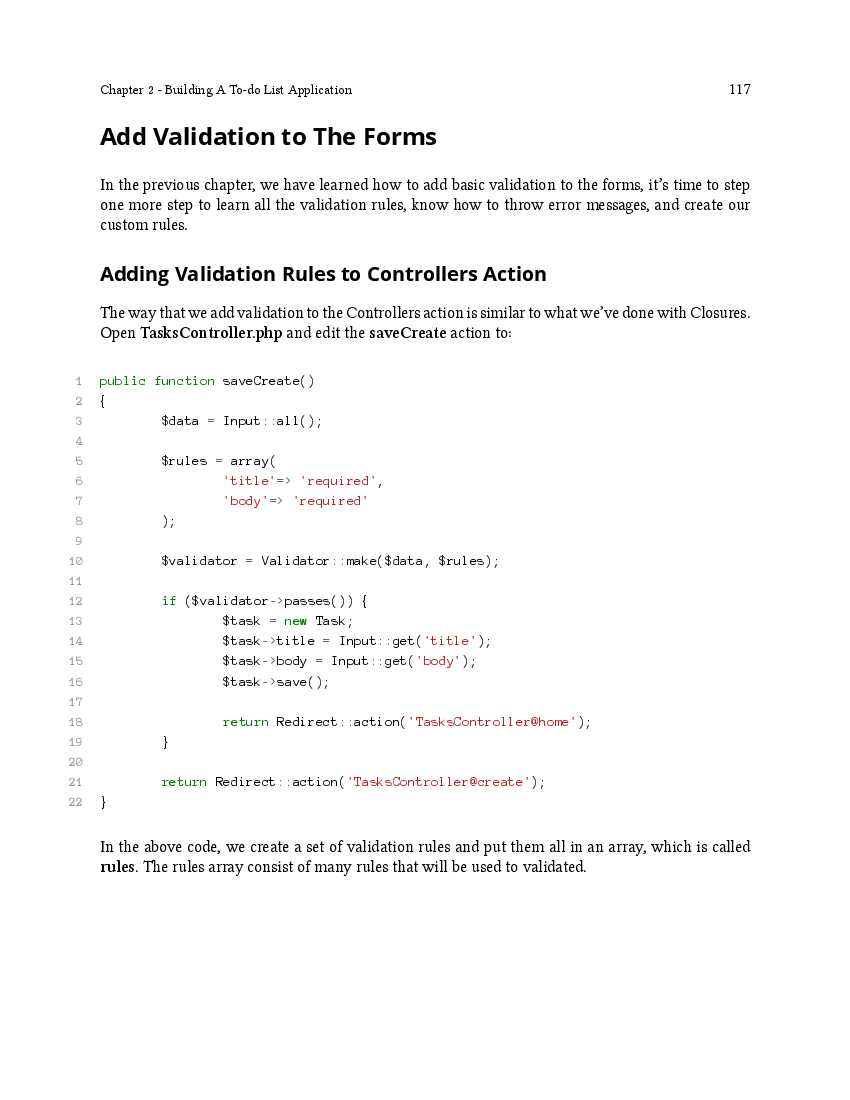 Chapter 2 - Building A To-do List Application 117
Add Validation to The Forms
In the previous chapter, we have learned how to add basic validation to the forms, it's time to step
one more step to learn all the validation rules, know how to throw error messages, and create our
custom rules.
Adding Validation Rules to Controllers Action
The way that we add validation to the Controllers action is similar to what we've done with Closures.
Open TasksController.php and edit the saveCreate action to:
1 public function saveCreate()
2 {
3 $data = Input::all();
4
5 $rules = array(
6 'title'=> 'required',
7 'body'=> 'required'
8 );
9
10 $validator = Validator::make($data, $rules);
11
12 if ($validator->passes()) {
13 $task = new Task;
14 $task->title = Input::get('title');
15 $task->body = Input::get('body');
16 $task->save();
17
18 return Redirect::action('TasksController@home');
19 }
20
21 return Redirect::action('TasksController@create');
22 }
In the above code, we create a set of validation rules and put them all in an array, which is called
rules. The rules array consist of many rules that will be used to validated.